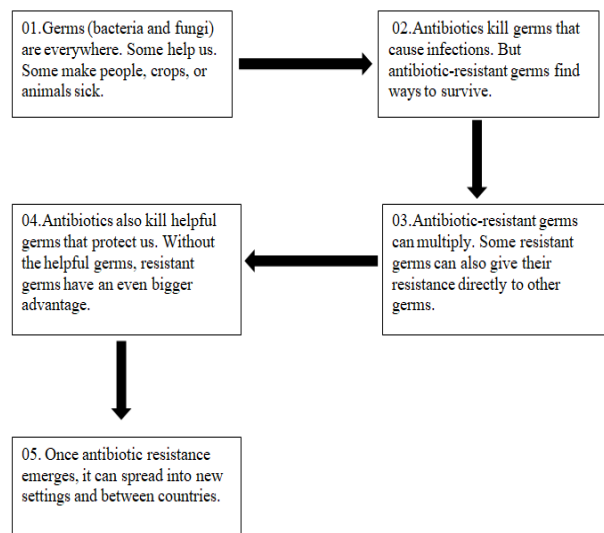 01.Germs (bacteria and fungi)
are everywhere. Some help us.
Some make people, crops, or
animals sick.
02.Antibiotics kill germs that
cause infections. But
antibiotic-resistant germs find
ways to survive.
03.Antibiotic-resistant germs
can multiply. Some resistant
germs can also give their
resistance directly to other
germs.
04.Antibiotics also kill helpful
germs that protect us. Without
the helpful germs, resistant
germs have an even bigger
advantage.
05. Once antibiotic resistance
emerges, it can spread into new
settings and between countries.